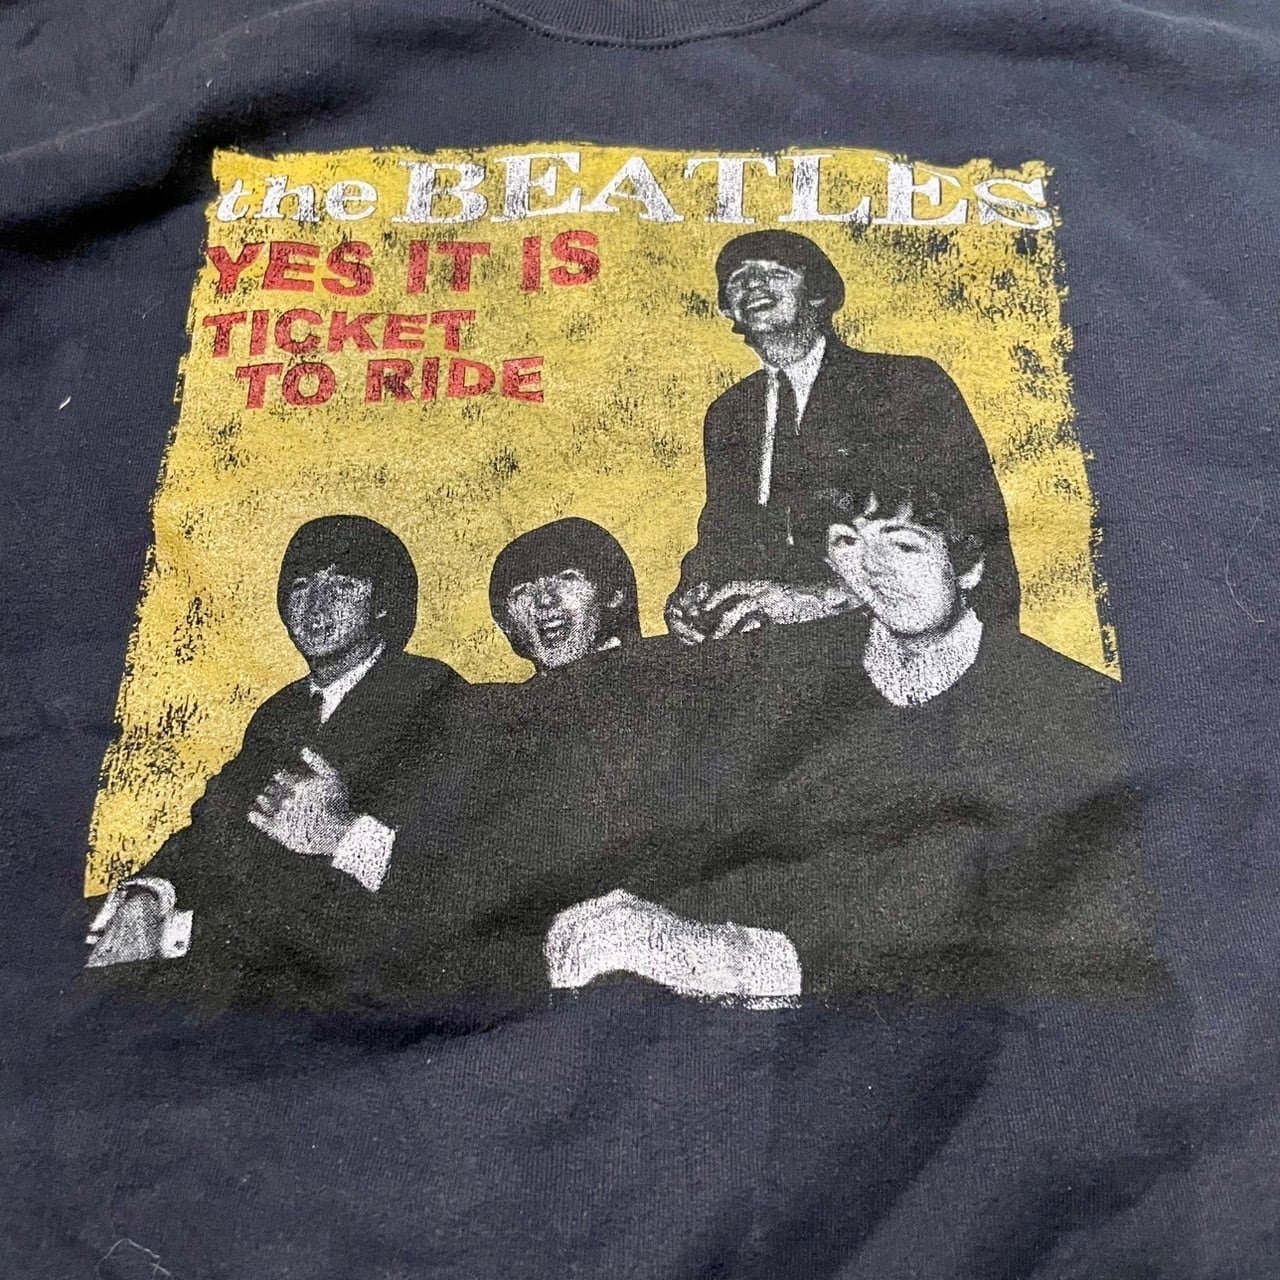 the BEATLES
YES IT IS
TICKET
TO RIDE